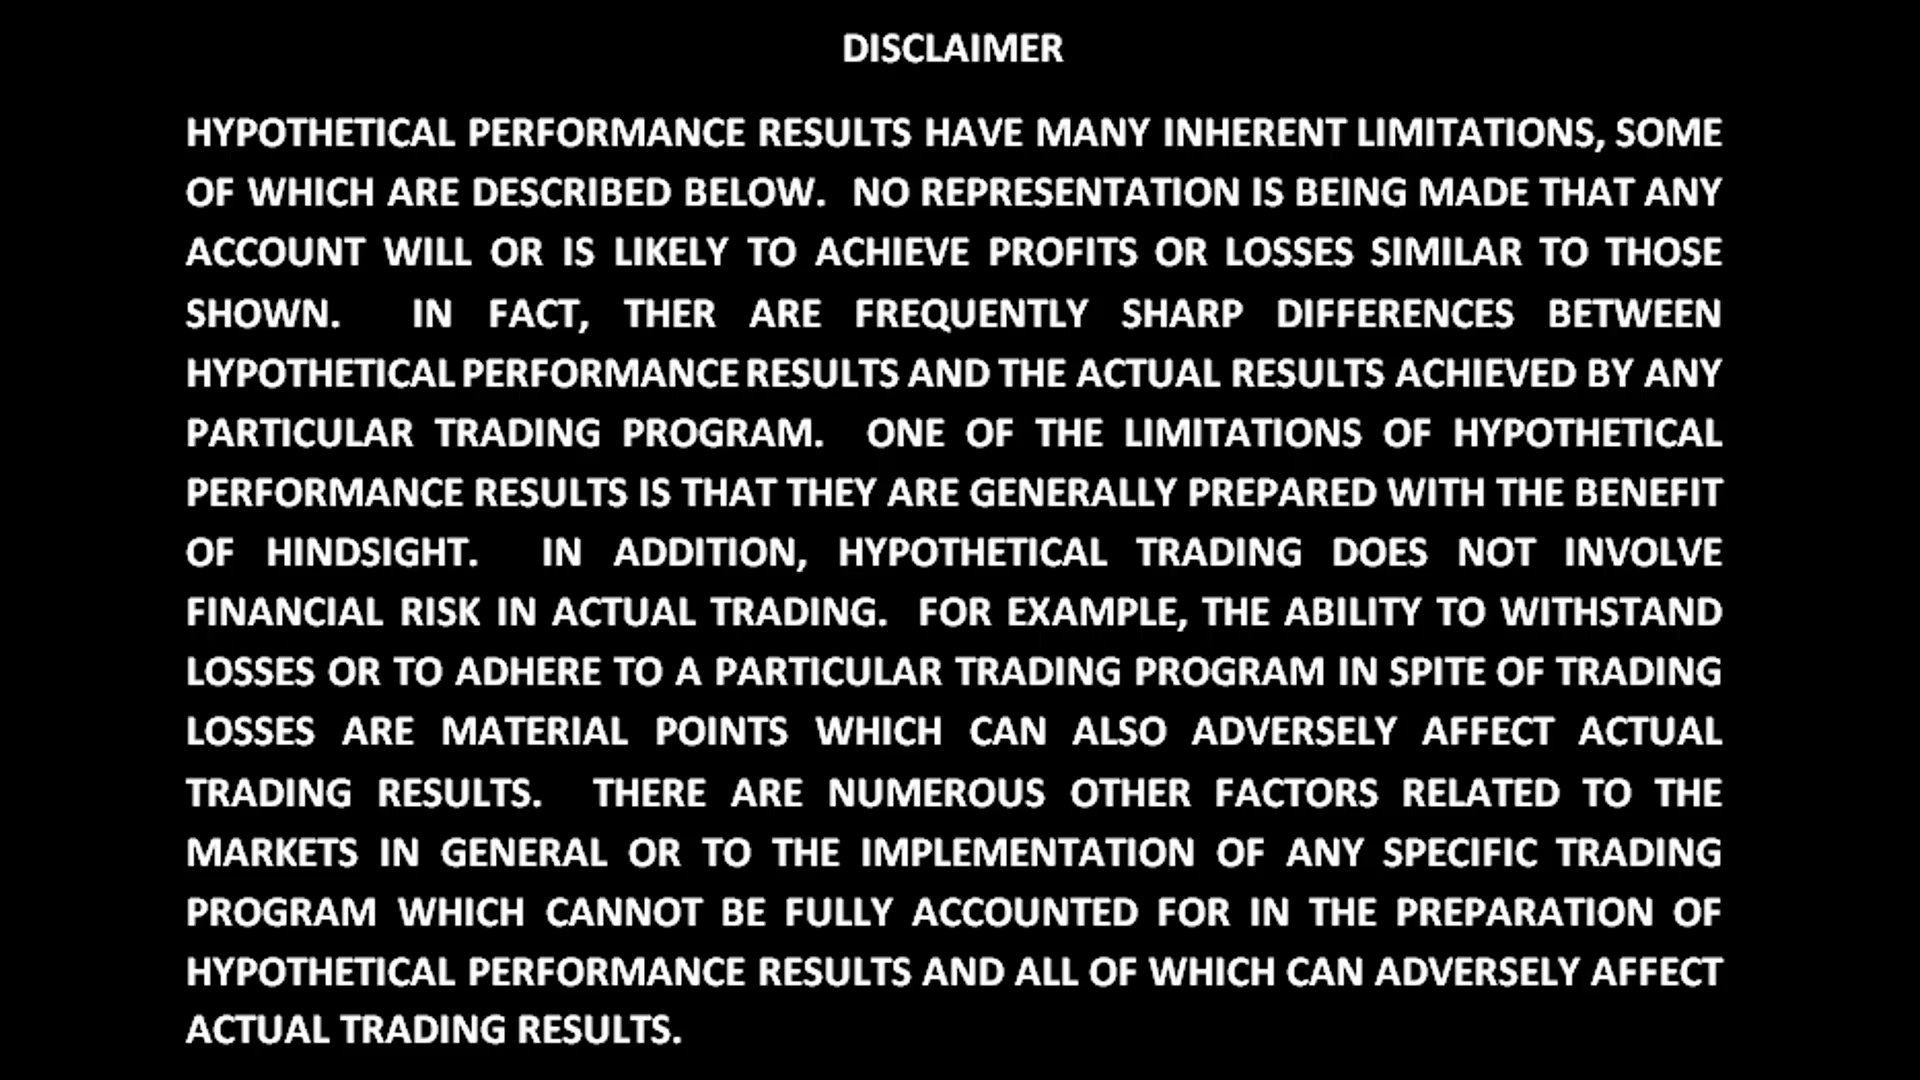 DISCLAIMER
HYPOTHETICAL PERFORMANCE RESULTS HAVE MANY INHERENT LIMITATIONS, SOME
OF WHICH ARE DESCRIBED BELOW. NO REPRESENTATION IS BEING MADE THAT ANY
ACCOUNT WILL OR IS LIKELY TO ACHIEVE PROFITS OR LOSSES SIMILAR TO THOSE
SHOWN. IN FACT, THER ARE FREQUENTLY SHARP DIFFERENCES BETWEEN
HYPOTHETICAL PERFORMANCE RESULTS AND THE ACTUAL RESULTS ACHIEVED BY ANY
PARTICULAR TRADING PROGRAM. ONE OF THE LIMITATIONS OF HYPOTHETICAL
PERFORMANCE RESULTS IS THAT THEY ARE GENERALLY PREPARED WITH THE BENEFIT
OF HINDSIGHT. IN ADDITION, HYPOTHETICAL TRADING DOES NOT INVOLVE
FINANCIAL RISK IN ACTUAL TRADING. FOR EXAMPLE, THE ABILITY TO WITHSTAND
LOSSES OR TO ADHERE TO A PARTICULAR TRADING PROGRAM IN SPITE OF TRADING
LOSSES ARE MATERIAL POINTS WHICH CAN ALSO ADVERSELY AFFECT ACTUAL
TRADING RESULTS. THERE ARE NUMEROUS OTHER FACTORS RELATED TO THE
MARKETS IN GENERAL OR TO THE IMPLEMENTATION OF ANY SPECIFIC TRADING
PROGRAM WHICH CANNOT BE FULLY ACCOUNTED FOR IN THE PREPARATION OF
HYPOTHETICAL PERFORMANCE RESULTS AND ALL OF WHICH CAN ADVERSELY AFFECT
ACTUAL TRADING RESULTS.